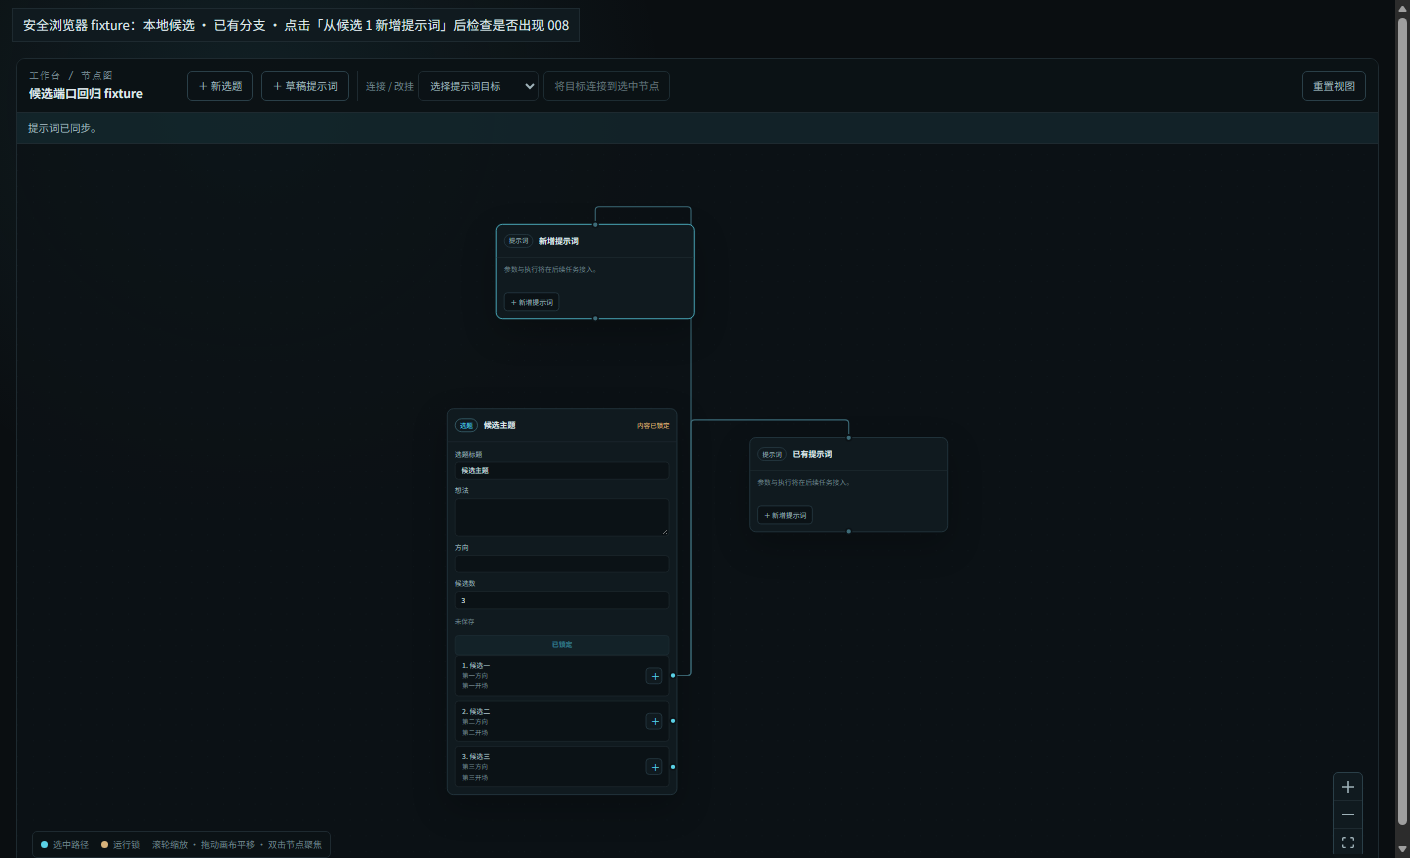 安全浏览器 fixture：本地候选 · 已有分支 · 点击「从候选 1 新增提示词」后检查是否出现 008
工作台 / 节点图
候选端口回归 fixture
＋ 新选题
＋ 草稿提示词
连接 / 改挂
选择提示词目标
将目标连接到选中节点
重置视图
提示词已同步。
提示词 新增提示词
参数与执行将在后续任务接入。
＋ 新增提示词
选题 候选主题 内容已锁定
选题标题
候选主题
想法
方向
候选数
3
未保存
已锁定
1. 候选一
第一方向
第一开场
＋
2. 候选二
第二方向
第二开场
＋
3. 候选三
第三方向
第三开场
＋
提示词 已有提示词
参数与执行将在后续任务接入。
＋ 新增提示词
选中路径 运行锁 滚轮缩放 · 拖动画布平移 · 双击节点聚焦